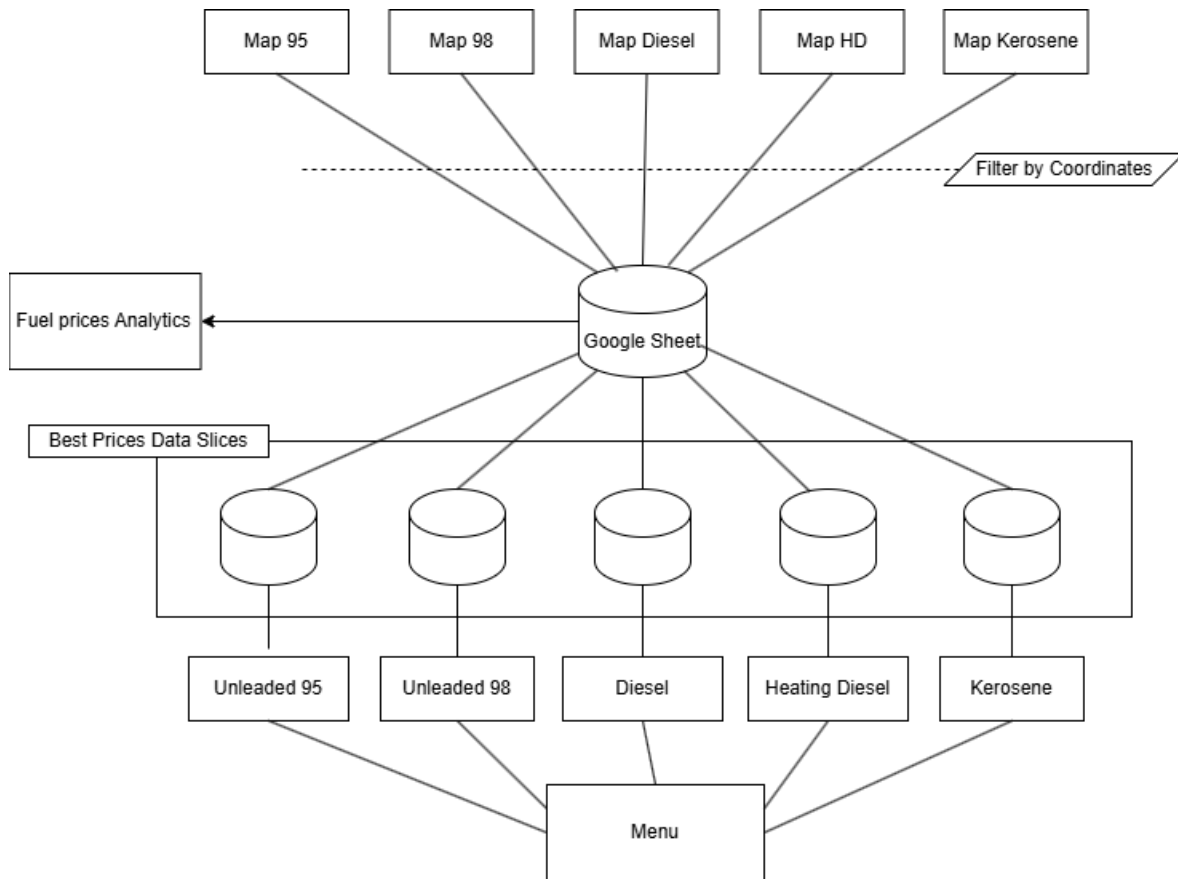 Map 95
Map 98
Map Diesel
Map HD
Map Kerosene
Filter by Coordinates
Fuel prices Analytics
Google Sheet
Best Prices Data Slices
Unleaded 95
Unleaded 98
Diesel
Heating Diesel
Kerosene
Menu